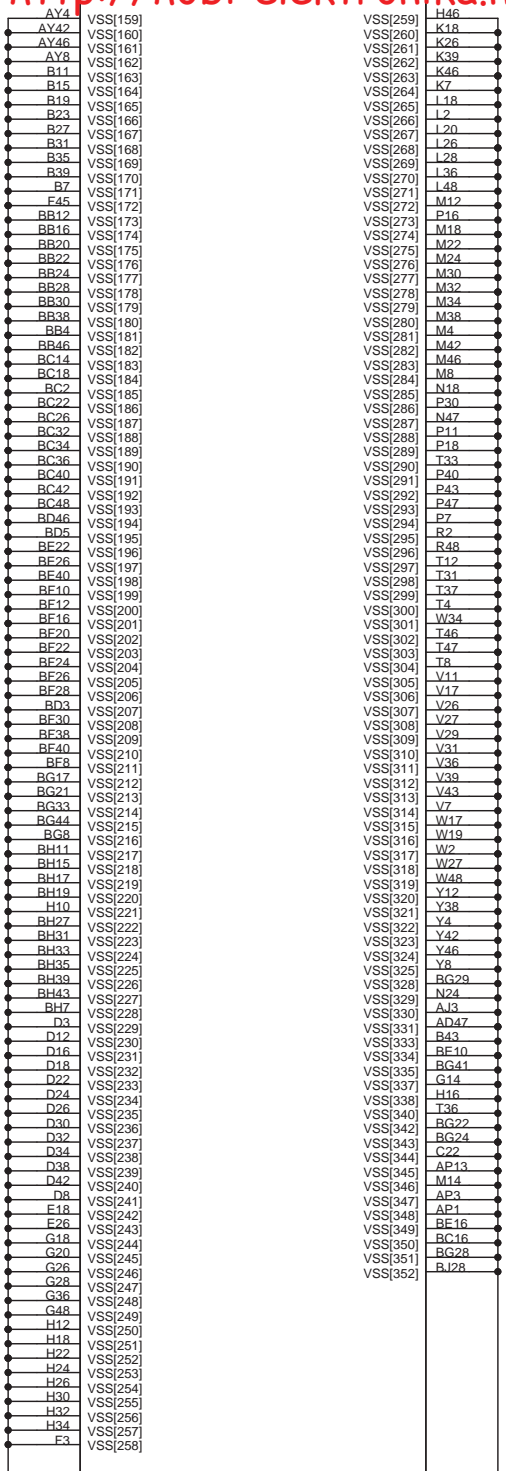 AY4 VSS[159]
AY42 VSS[160]
AY46 VSS[161]
AY8 VSS[162]
B11 VSS[163]
B15 VSS[164]
B19 VSS[165]
B23 VSS[166]
B27 VSS[167]
B31 VSS[168]
B35 VSS[169]
B39 VSS[170]
B7 VSS[171]
F45 VSS[172]
BB12 VSS[173]
BB16 VSS[174]
BB20 VSS[175]
BB22 VSS[176]
BB24 VSS[177]
BB28 VSS[178]
BB30 VSS[179]
BB38 VSS[180]
BB4 VSS[181]
BB46 VSS[182]
BC14 VSS[183]
BC18 VSS[184]
BC2 VSS[185]
BC22 VSS[186]
BC26 VSS[187]
BC32 VSS[188]
BC34 VSS[189]
BC36 VSS[190]
BC40 VSS[191]
BC42 VSS[192]
BC48 VSS[193]
BD46 VSS[194]
BD5 VSS[195]
BE22 VSS[196]
BE26 VSS[197]
BE40 VSS[198]
BF10 VSS[199]
BF12 VSS[200]
BF16 VSS[201]
BF20 VSS[202]
BF22 VSS[203]
BF24 VSS[204]
BF26 VSS[205]
BF28 VSS[206]
BD3 VSS[207]
BF30 VSS[208]
BF38 VSS[209]
BF40 VSS[210]
BF8 VSS[211]
BG17 VSS[212]
BG21 VSS[213]
BG33 VSS[214]
BG44 VSS[215]
BG8 VSS[216]
BH11 VSS[217]
BH15 VSS[218]
BH17 VSS[219]
BH19 VSS[220]
H10 VSS[221]
BH27 VSS[222]
BH31 VSS[223]
BH33 VSS[224]
BH35 VSS[225]
BH39 VSS[226]
BH43 VSS[227]
BH7 VSS[228]
D3 VSS[229]
D12 VSS[230]
D16 VSS[231]
D18 VSS[232]
D22 VSS[233]
D24 VSS[234]
D26 VSS[235]
D30 VSS[236]
D32 VSS[237]
D34 VSS[238]
D38 VSS[239]
D42 VSS[240]
D8 VSS[241]
E18 VSS[242]
E26 VSS[243]
G18 VSS[244]
G20 VSS[245]
G26 VSS[246]
G28 VSS[247]
G36 VSS[248]
G48 VSS[249]
H12 VSS[250]
H18 VSS[251]
H22 VSS[252]
H24 VSS[253]
H26 VSS[254]
H30 VSS[255]
H32 VSS[256]
H34 VSS[257]
F3 VSS[258]
VSS[259] H46
VSS[260] K18
VSS[261] K26
VSS[262] K39
VSS[263] K46
VSS[264] K7
VSS[265] L18
VSS[266] L2
VSS[267] L20
VSS[268] L26
VSS[269] L28
VSS[270] L36
VSS[271] L48
VSS[272] M12
VSS[273] P16
VSS[274] M18
VSS[275] M22
VSS[276] M24
VSS[277] M30
VSS[278] M32
VSS[279] M34
VSS[280] M38
VSS[281] M4
VSS[282] M42
VSS[283] M46
VSS[284] M8
VSS[285] N18
VSS[286] P30
VSS[287] N47
VSS[288] P11
VSS[289] P18
VSS[290] T33
VSS[291] P40
VSS[292] P43
VSS[293] P47
VSS[294] P7
VSS[295] R2
VSS[296] R48
VSS[297] T12
VSS[298] T31
VSS[299] T37
VSS[300] T4
VSS[301] W34
VSS[302] T46
VSS[303] T47
VSS[304] T8
VSS[305] V11
VSS[306] V17
VSS[307] V26
VSS[308] V27
VSS[309] V29
VSS[310] V31
VSS[311] V36
VSS[312] V39
VSS[313] V43
VSS[314] V7
VSS[315] W17
VSS[316] W19
VSS[317] W2
VSS[318] W27
VSS[319] W48
VSS[320] Y12
VSS[321] Y38
VSS[322] Y4
VSS[323] Y42
VSS[324] Y46
VSS[325] Y8
VSS[328] BG29
VSS[329] N24
VSS[330] AJ3
VSS[331] AD47
VSS[333] B43
VSS[334] BE10
VSS[335] BG41
VSS[337] G14
VSS[338] H16
VSS[340] T36
VSS[342] BG22
VSS[343] BG24
VSS[344] C22
VSS[345] AP13
VSS[346] M14
VSS[347] AP3
VSS[348] AP1
VSS[349] BE16
VSS[350] BC16
VSS[351] BG28
VSS[352] BJ28